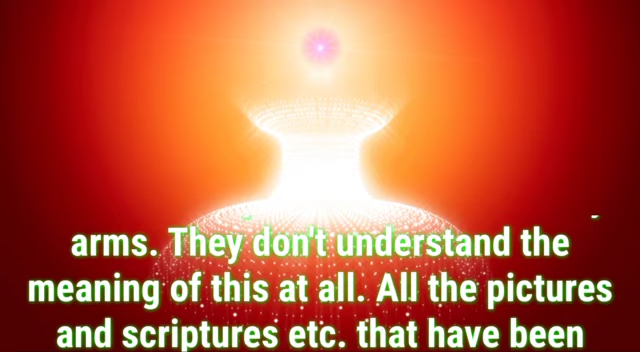 arms. They don't understand the
meaning of this at all. All the pictures
and scriptures etc. that have been